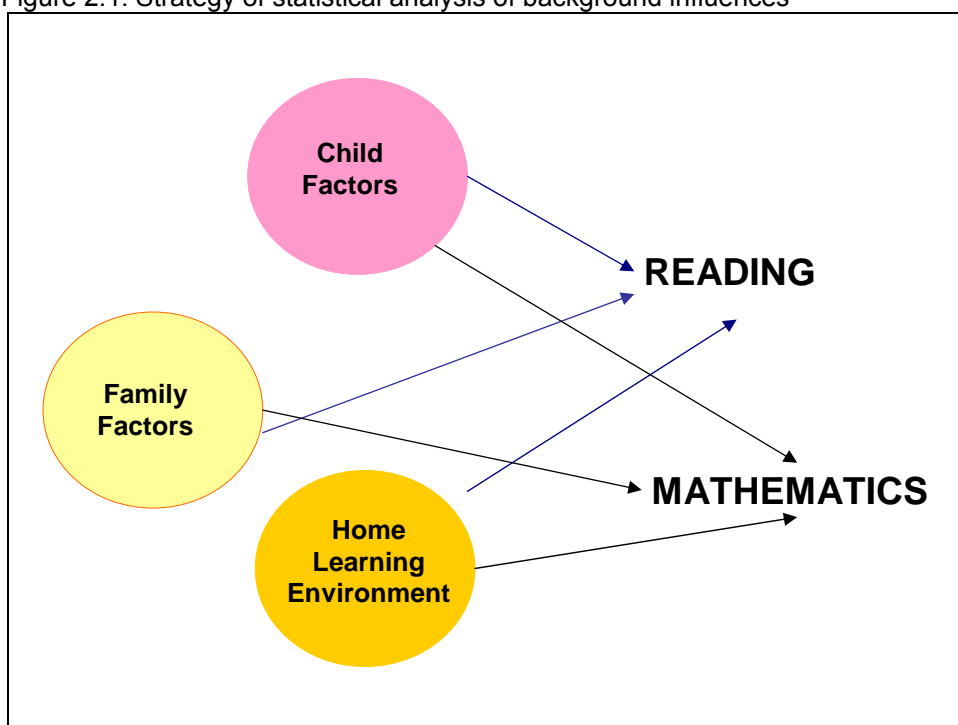 Figure 2.1: Strategy of statistical analysis of background influences
Child
Factors
READING
Family
Factors
MATHEMATICS
Home
Learning
Environment